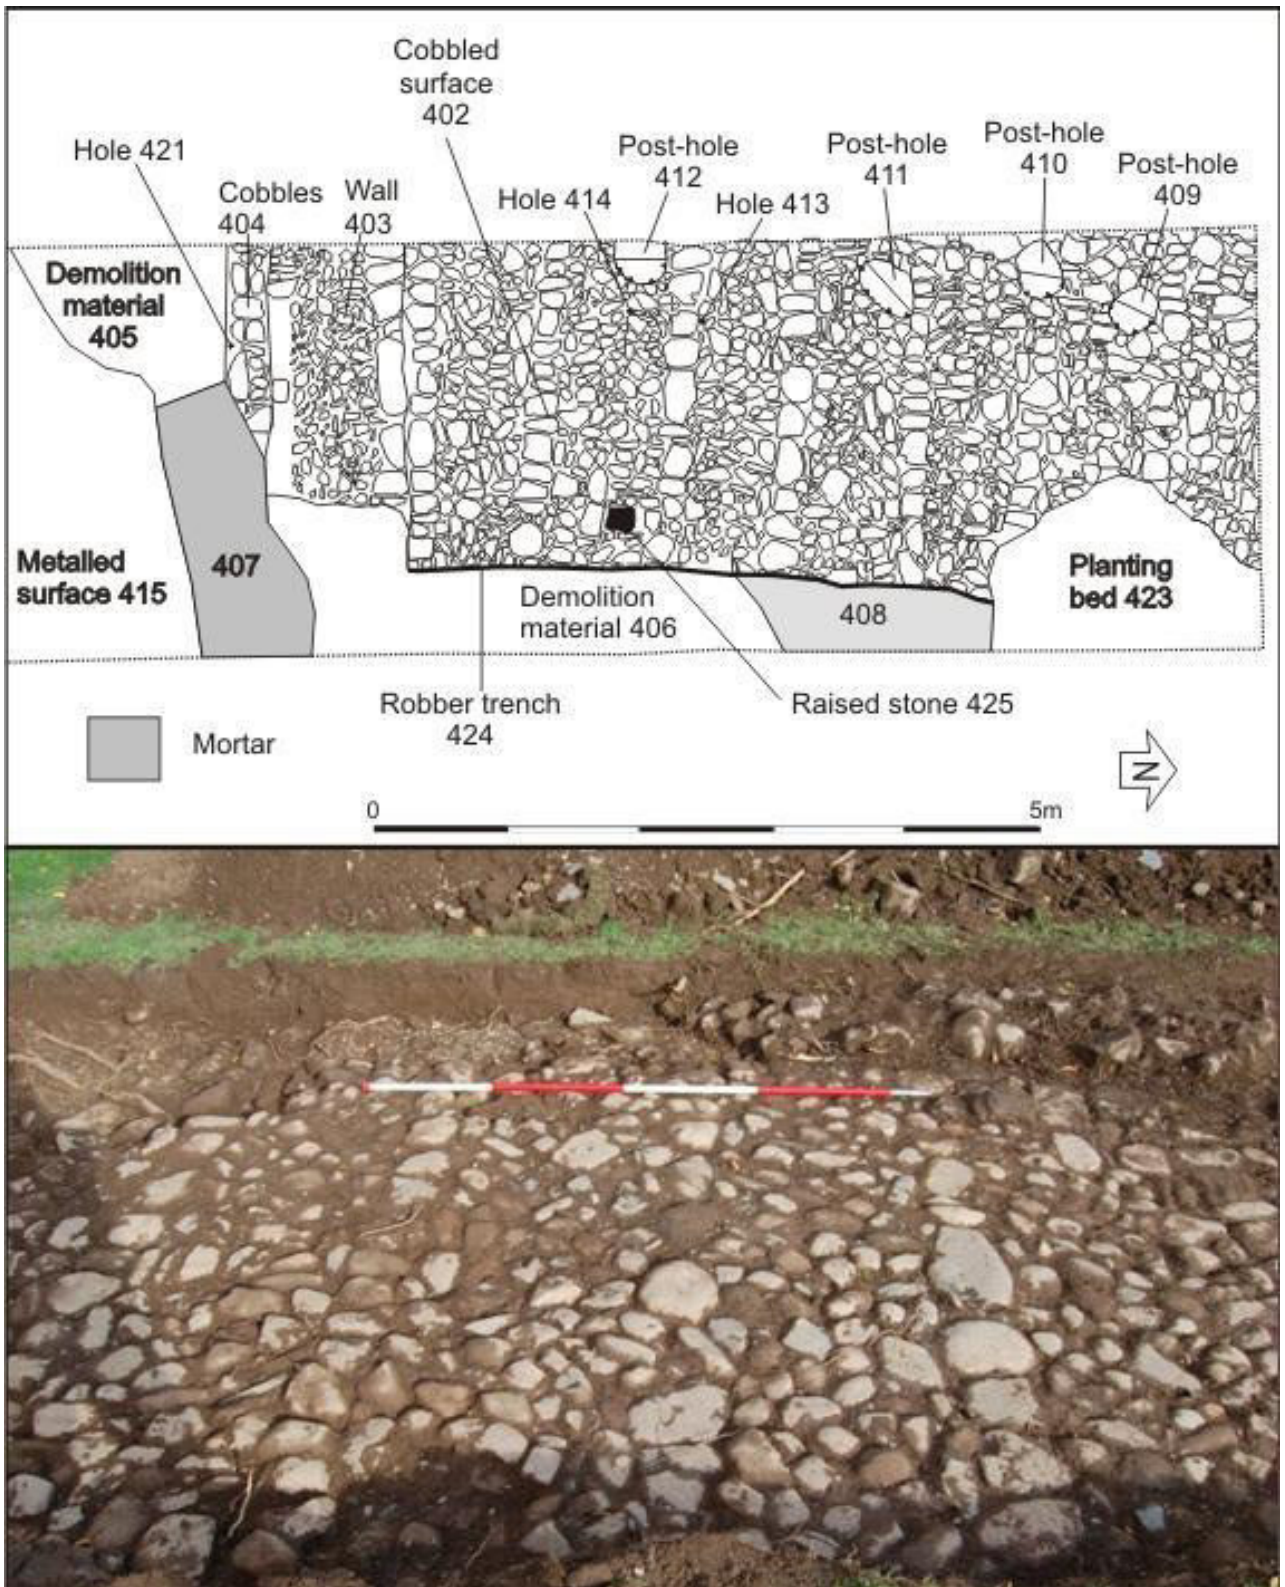 Cobbled
surface
402
Hole 421
Post-hole
412
Post-hole
411
Post-hole
410
Post-hole
409
Cobbles
404
Wall
403
Hole 414
Hole 413
Demolition
material
405
Metalled
surface 415
407
Demolition
material 406
408
Planting
bed 423
Robber trench
424
Raised stone 425
Mortar
N
0
5m